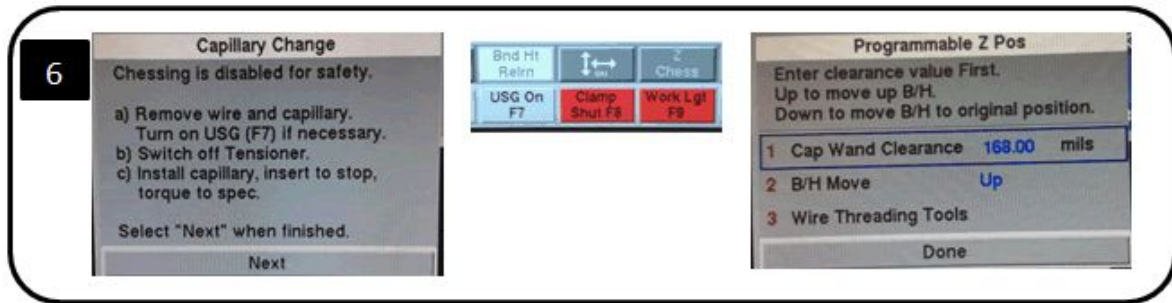 6
Capillary Change
Chessing is disabled for safety.
a) Remove wire and capillary.
Turn on USG (F7) if necessary.
b) Switch off Tensioner.
c) Install capillary, insert to stop,
torque to spec.
Select "Next" when finished.
Next
Bnd Ht
Relrn
Z
Chess
USG On
F7
Clamp
Shut F8
Work Lgt
F9
Programmable Z Pos
Enter clearance value First.
Up to move up B/H.
Down to move B/H to original position.
1 Cap Wand Clearance 168.00 mils
2 B/H Move Up
3 Wire Threading Tools
Done